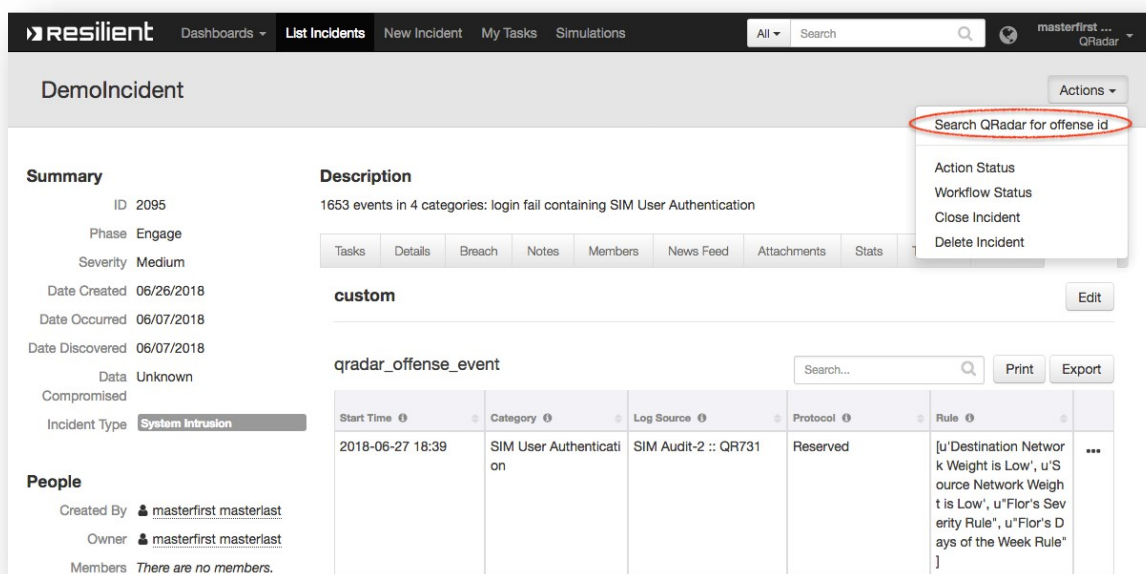 Resilient Dashboards List Incidents New Incident My Tasks Simulations All Search masterfirst ... QRadar
DemoIncident Actions
Search QRadar for offense id
Action Status
Workflow Status
Close Incident
Delete Incident
Summary
ID 2095
Phase Engage
Severity Medium
Date Created 06/26/2018
Date Occurred 06/07/2018
Date Discovered 06/07/2018
Data Compromised Unknown
Incident Type System Intrusion
People
Created By masterfirst masterlast
Owner masterfirst masterlast
Members There are no members.
Description
1653 events in 4 categories: login fail containing SIM User Authentication
Tasks Details Breach Notes Members News Feed Attachments Stats
custom Edit
qradar_offense_event Search... Print Export
Start Time Category Log Source Protocol Rule
2018-06-27 18:39
SIM User Authenticati
on
SIM Audit-2 :: QR731
Reserved
[u'Destination Networ
k Weight is Low', u'S
ource Network Weigh
t is Low', u"Flor's Sev
erity Rule", u"Flor's D
ays of the Week Rule"
]